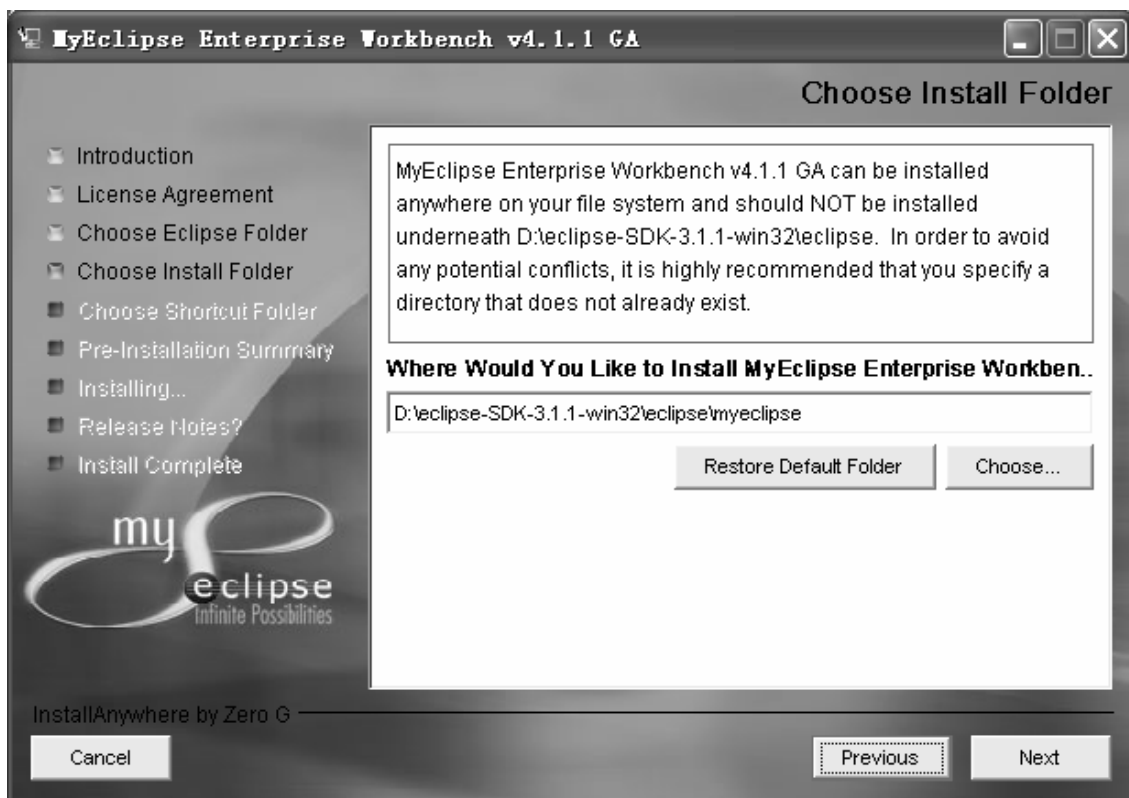 MyEclipse Enterprise Workbench v4.1.1 GA
Choose Install Folder
Introduction
License Agreement
Choose Eclipse Folder
Choose Install Folder
Choose Shortcut Folder
Pre-Installation Summary
Installing...
Release Notes?
Install Complete
my
eclipse
Infinite Possibilities
MyEclipse Enterprise Workbench v4.1.1 GA can be installed
anywhere on your file system and should NOT be installed
underneath D:\eclipse-SDK-3.1.1-win32\eclipse. In order to avoid
any potential conflicts, it is highly recommended that you specify a
directory that does not already exist.
Where Would You Like to Install MyEclipse Enterprise Workben..
D:\eclipse-SDK-3.1.1-win32\eclipse\myeclipse
Restore Default Folder
Choose...
InstallAnywhere by Zero G
Cancel
Previous
Next